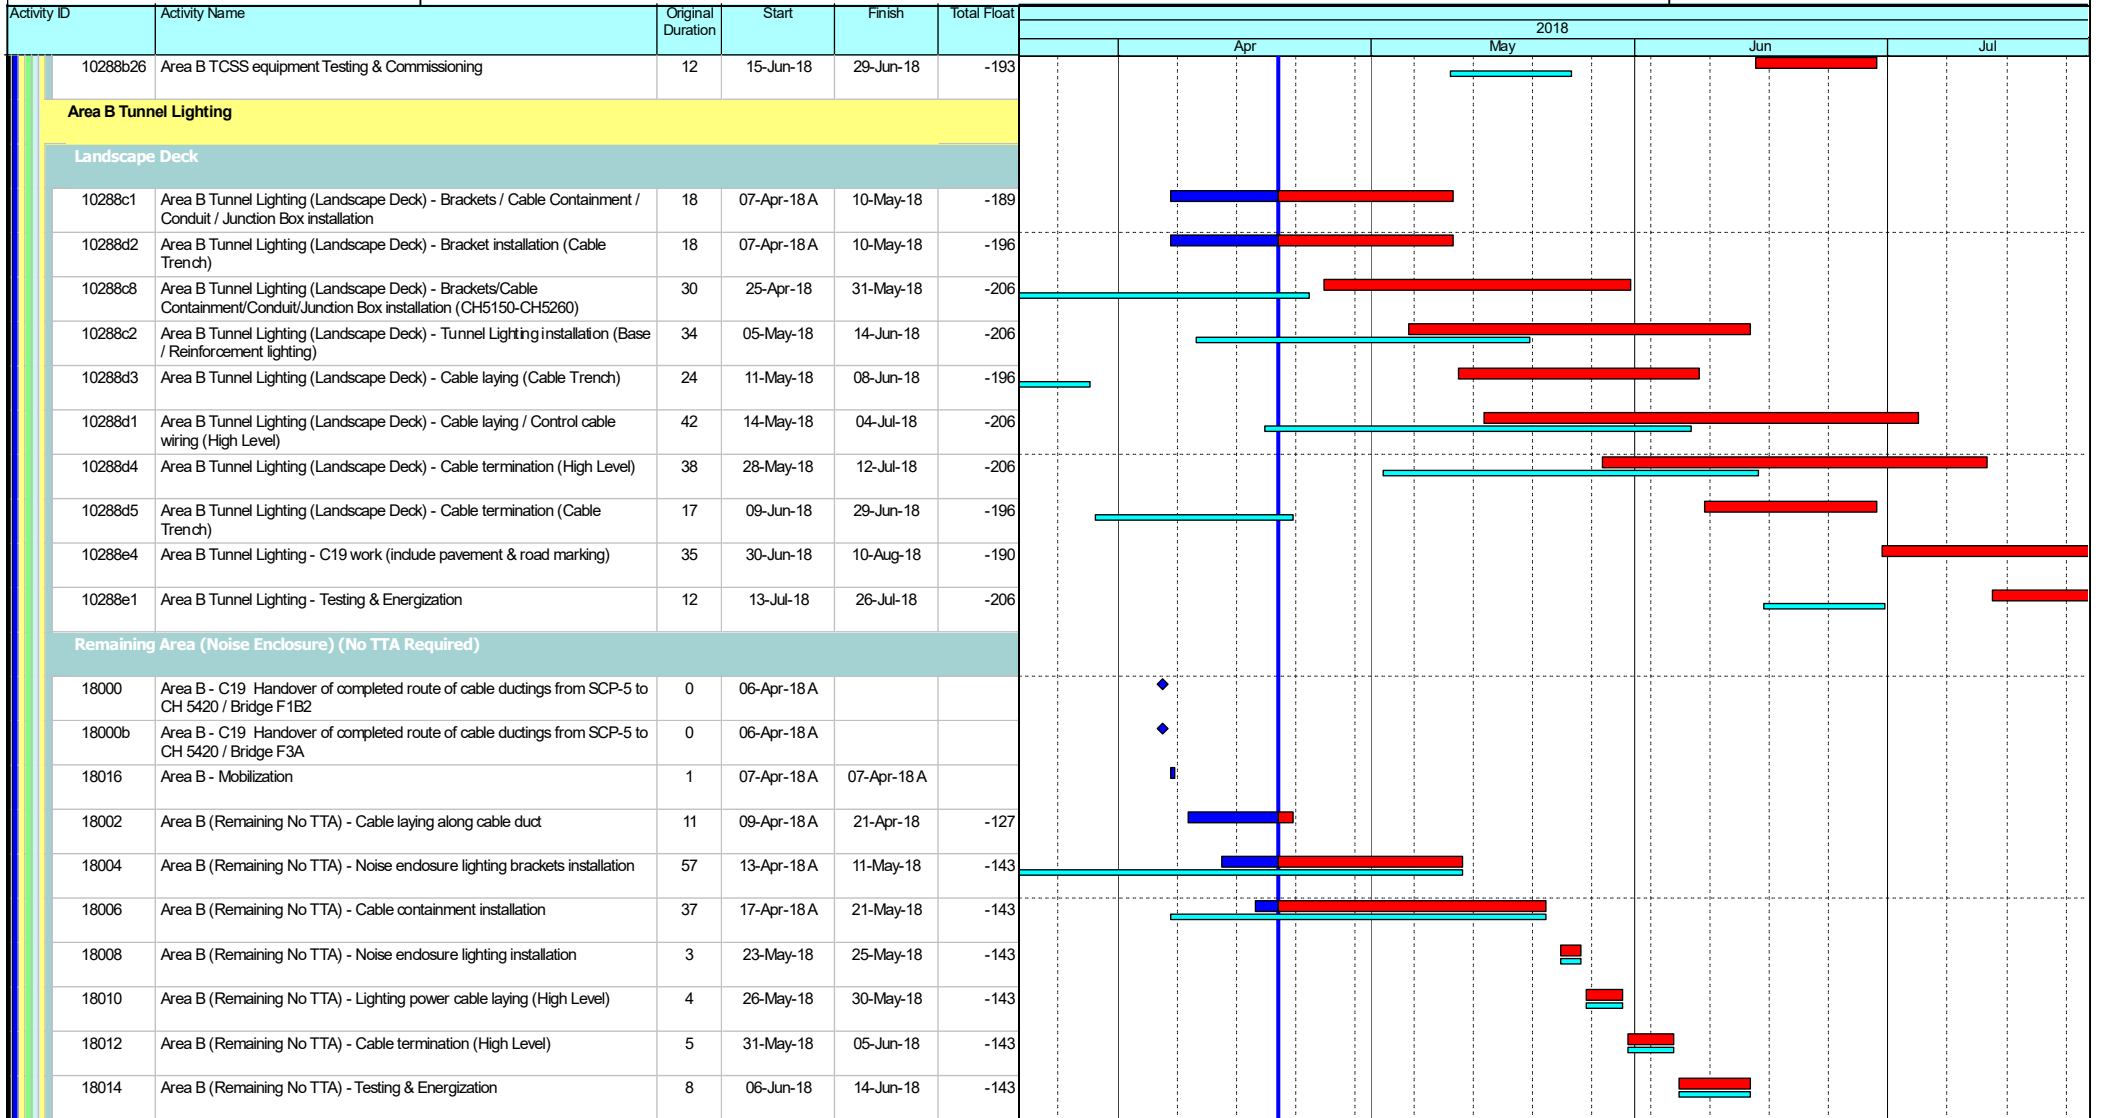 Activity ID Activity Name Original Start Finish Total Float
Duration
2018
Apr May Jun Jul
10288b26 Area B TCSS equipment Testing & Commissioning 12 15-Jun-18 29-Jun-18 -193
Area B Tunnel Lighting
Landscape Deck
10288c1 Area B Tunnel Lighting (Landscape Deck) - Brackets / Cable Containment / 18 07-Apr-18 A 10-May-18 -189
Conduit / Junction Box installation
10288d2 Area B Tunnel Lighting (Landscape Deck) - Bracket installation (Cable 18 07-Apr-18 A 10-May-18 -196
Trench)
10288c8 Area B Tunnel Lighting (Landscape Deck) - Brackets/Cable 30 25-Apr-18 31-May-18 -206
Containment/Conduit/Junction Box installation (CH5150-CH5260)
10288c2 Area B Tunnel Lighting (Landscape Deck) - Tunnel Lighting installation (Base 34 05-May-18 14-Jun-18 -206
/ Reinforcement lighting)
10288d3 Area B Tunnel Lighting (Landscape Deck) - Cable laying (Cable Trench) 24 11-May-18 08-Jun-18 -196
10288d1 Area B Tunnel Lighting (Landscape Deck) - Cable laying / Control cable 42 14-May-18 04-Jul-18 -206
wiring (High Level)
10288d4 Area B Tunnel Lighting (Landscape Deck) - Cable termination (High Level) 38 28-May-18 12-Jul-18 -206
10288d5 Area B Tunnel Lighting (Landscape Deck) - Cable termination (Cable 17 09-Jun-18 29-Jun-18 -196
Trench)
10288e4 Area B Tunnel Lighting - C19 work (include pavement & road marking) 35 30-Jun-18 10-Aug-18 -190
10288e1 Area B Tunnel Lighting - Testing & Energization 12 13-Jul-18 26-Jul-18 -206
Remaining Area (Noise Enclosure) (No TTA Required)
18000 Area B - C19 Handover of completed route of cable ductings from SCP-5 to 0 06-Apr-18 A
CH 5420 / Bridge F1B2
18000b Area B - C19 Handover of completed route of cable ductings from SCP-5 to 0 06-Apr-18 A
CH 5420 / Bridge F3A
18016 Area B - Mobilization 1 07-Apr-18 A 07-Apr-18 A
18002 Area B (Remaining No TTA) - Cable laying along cable duct 11 09-Apr-18 A 21-Apr-18 -127
18004 Area B (Remaining No TTA) - Noise enclosure lighting brackets installation 57 13-Apr-18 A 11-May-18 -143
18006 Area B (Remaining No TTA) - Cable containment installation 37 17-Apr-18 A 21-May-18 -143
18008 Area B (Remaining No TTA) - Noise enclosure lighting installation 3 23-May-18 25-May-18 -143
18010 Area B (Remaining No TTA) - Lighting power cable laying (High Level) 4 26-May-18 30-May-18 -143
18012 Area B (Remaining No TTA) - Cable termination (High Level) 5 31-May-18 05-Jun-18 -143
18014 Area B (Remaining No TTA) - Testing & Energization 8 06-Jun-18 14-Jun-18 -143